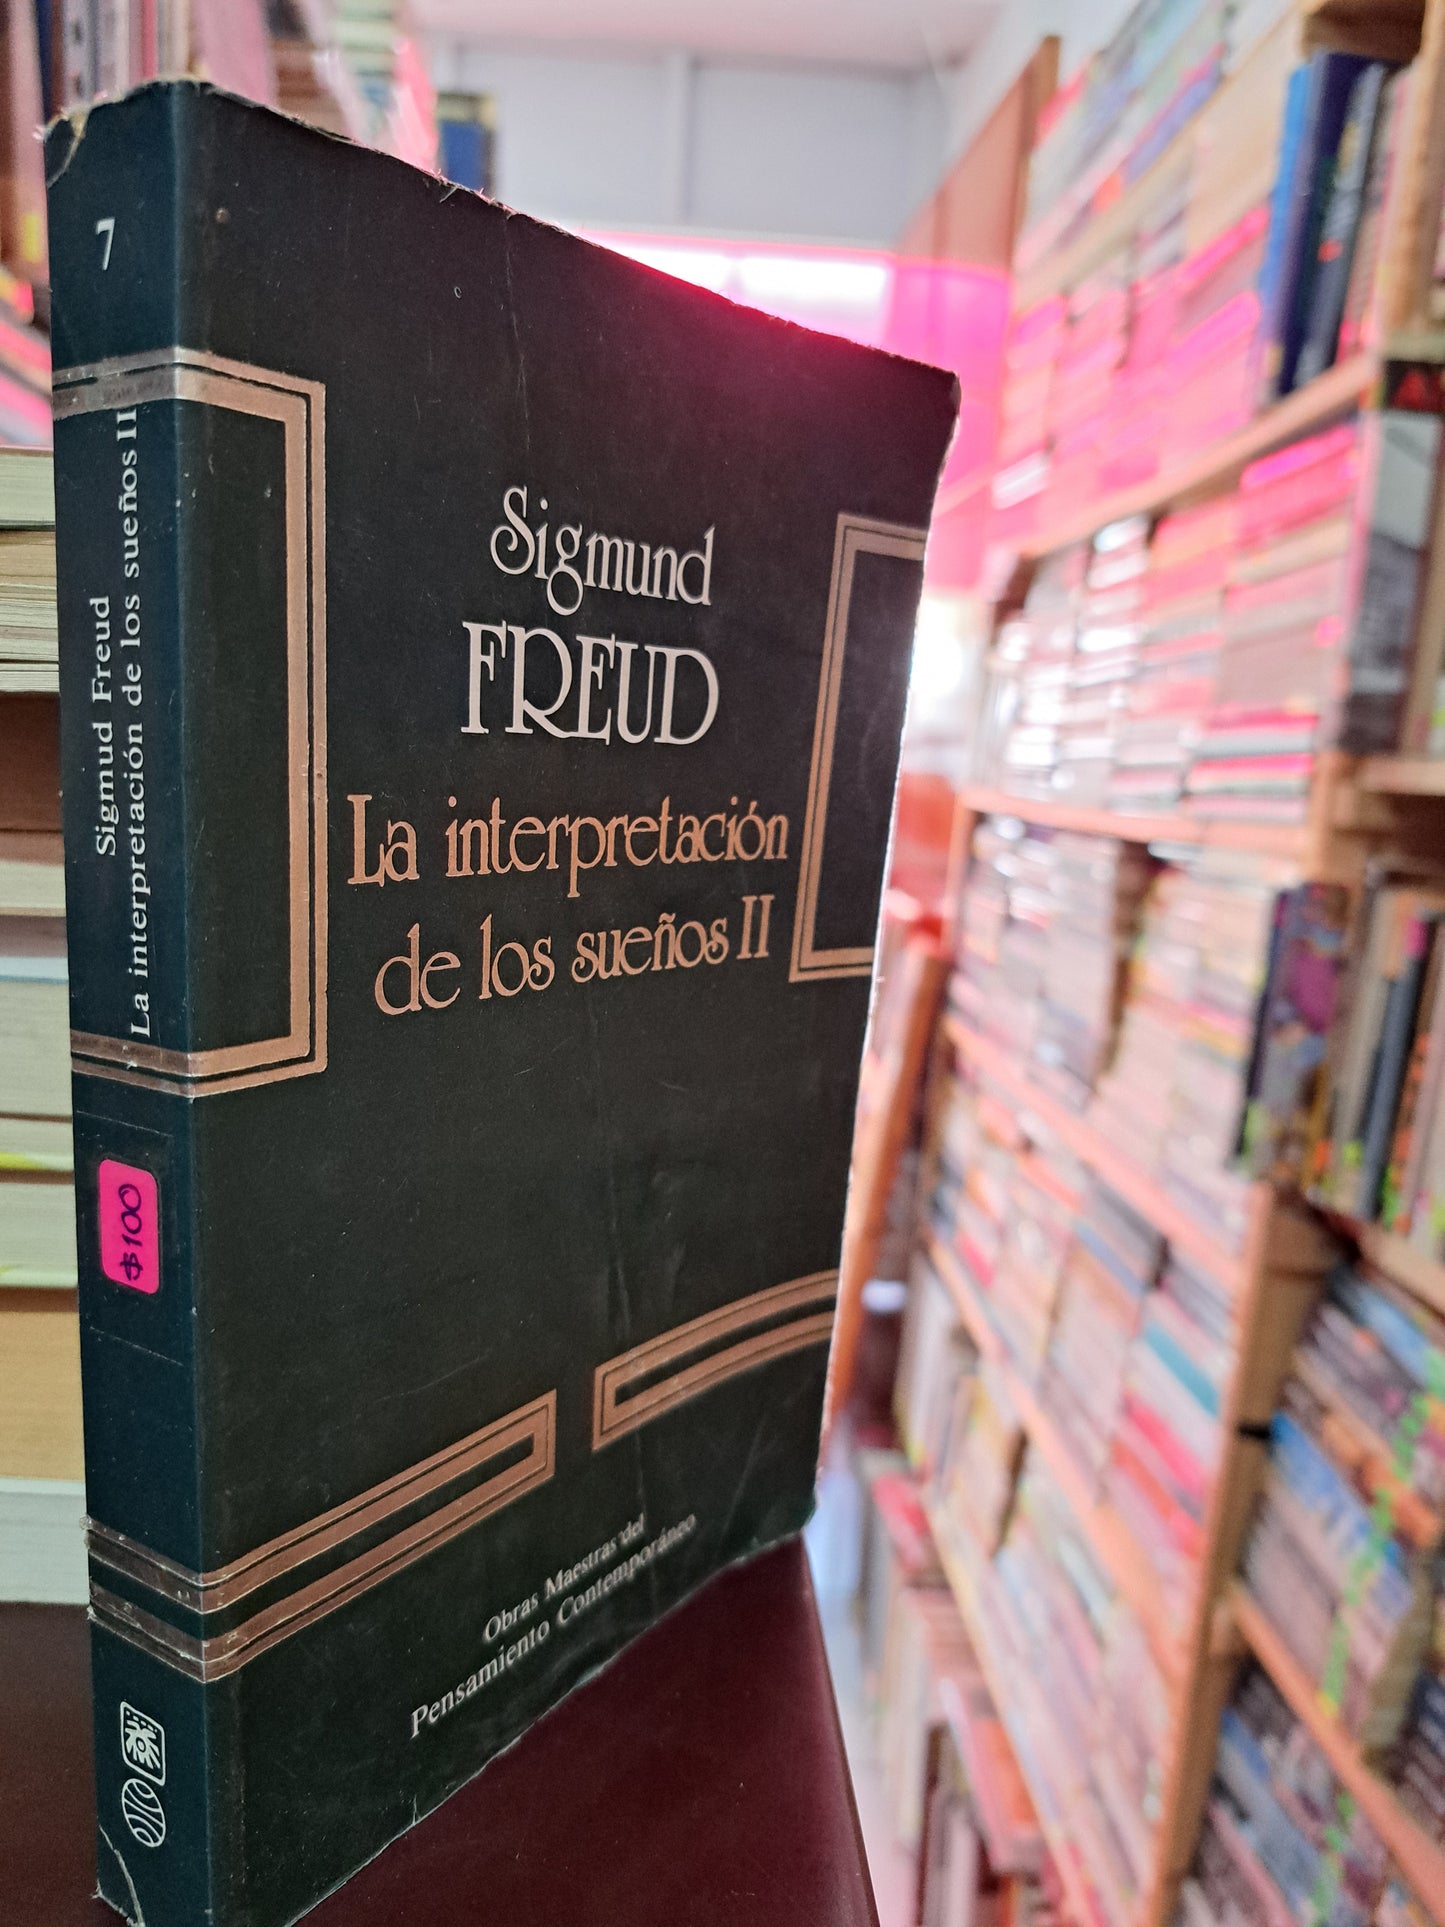 7
Sigmud Freud
La interpretación de los sueños II
$100
Sigmund
FREUD
La interpretación
de los sueños II
Obras Maestras del
Pensamiento Contemporáneo